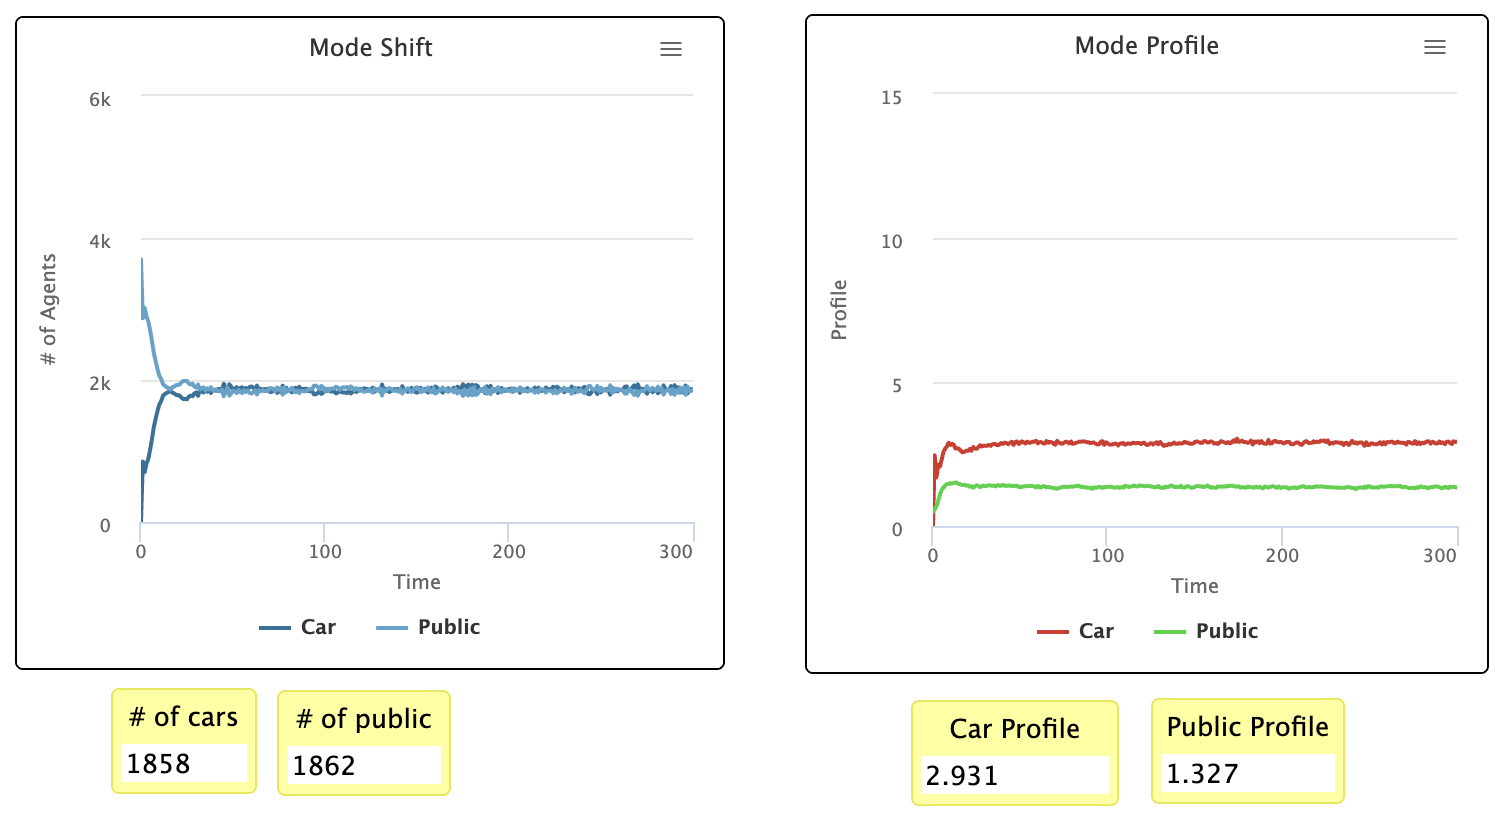 Mode Shift
6k
4k
2k
0
# of Agents
0 100 200 300
Time
Car Public
# of cars
1858
# of public
1862
Mode Profile
15
10
5
0
Profile
0 100 200 300
Time
Car Public
Car Profile
2.931
Public Profile
1.327